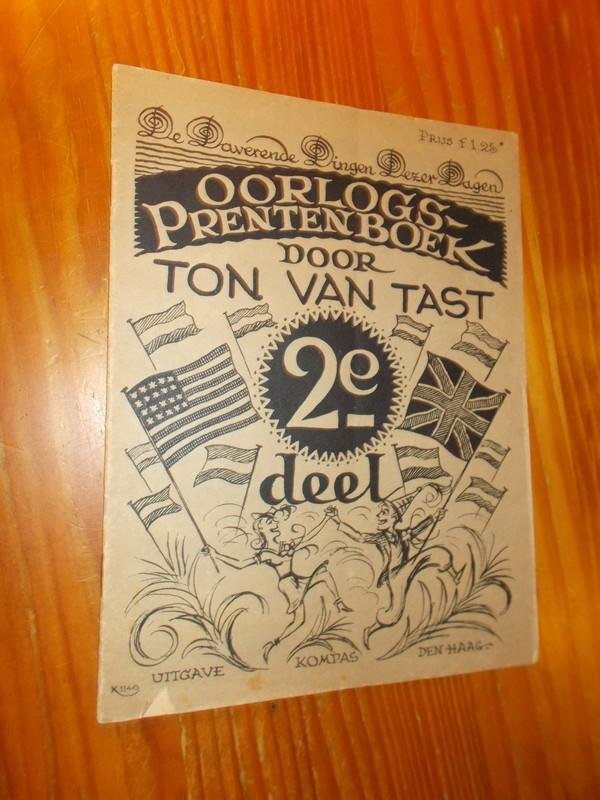 De Daverende Dingen Dezer Dagen
PRIJS f 1.25*
OORLOGS-
PRENTENBOEK
DOOR
TON VAN TAST
2e
deel
UITGAVE KOMPAS DEN-HAAG-
K1140